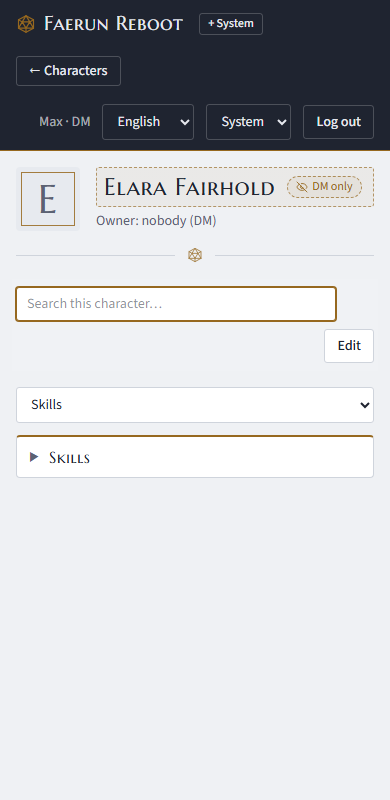 Faerun Reboot + System
← Characters
Max · DM English System Log out
E Elara Fairhold DM only
Owner: nobody (DM)
Search this character…
Edit
Skills
Skills